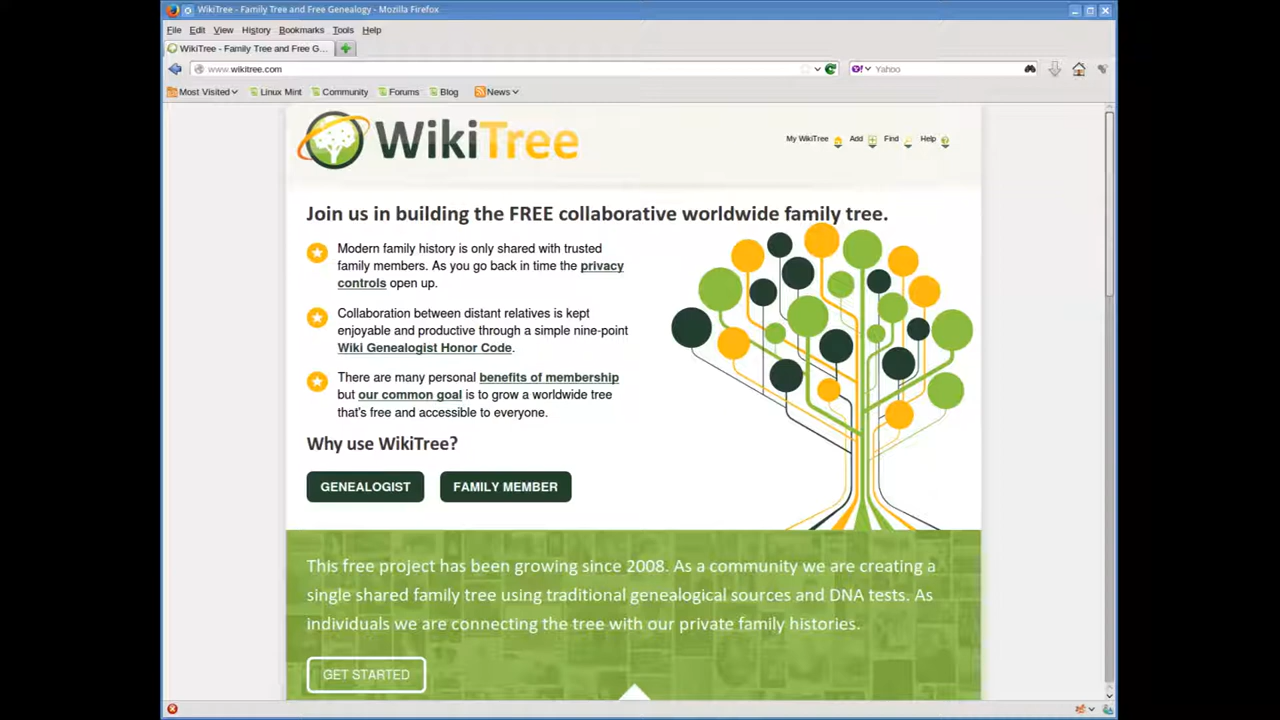 WikiTree - Family Tree and Free Genealogy - Mozilla Firefox
File Edit View History Bookmarks Tools Help
WikiTree - Family Tree and Free G...
www.wikitree.com
Yahoo
Most Visited Linux Mint Community Forums Blog News
WikiTree
My WikiTree Add Find Help
Join us in building the FREE collaborative worldwide family tree.
Modern family history is only shared with trusted
family members. As you go back in time the privacy
controls open up.
Collaboration between distant relatives is kept
enjoyable and productive through a simple nine-point
Wiki Genealogist Honor Code.
There are many personal benefits of membership
but our common goal is to grow a worldwide tree
that's free and accessible to everyone.
Why use WikiTree?
GENEALOGIST FAMILY MEMBER
This free project has been growing since 2008. As a community we are creating a
single shared family tree using traditional genealogical sources and DNA tests. As
individuals we are connecting the tree with our private family histories.
GET STARTED